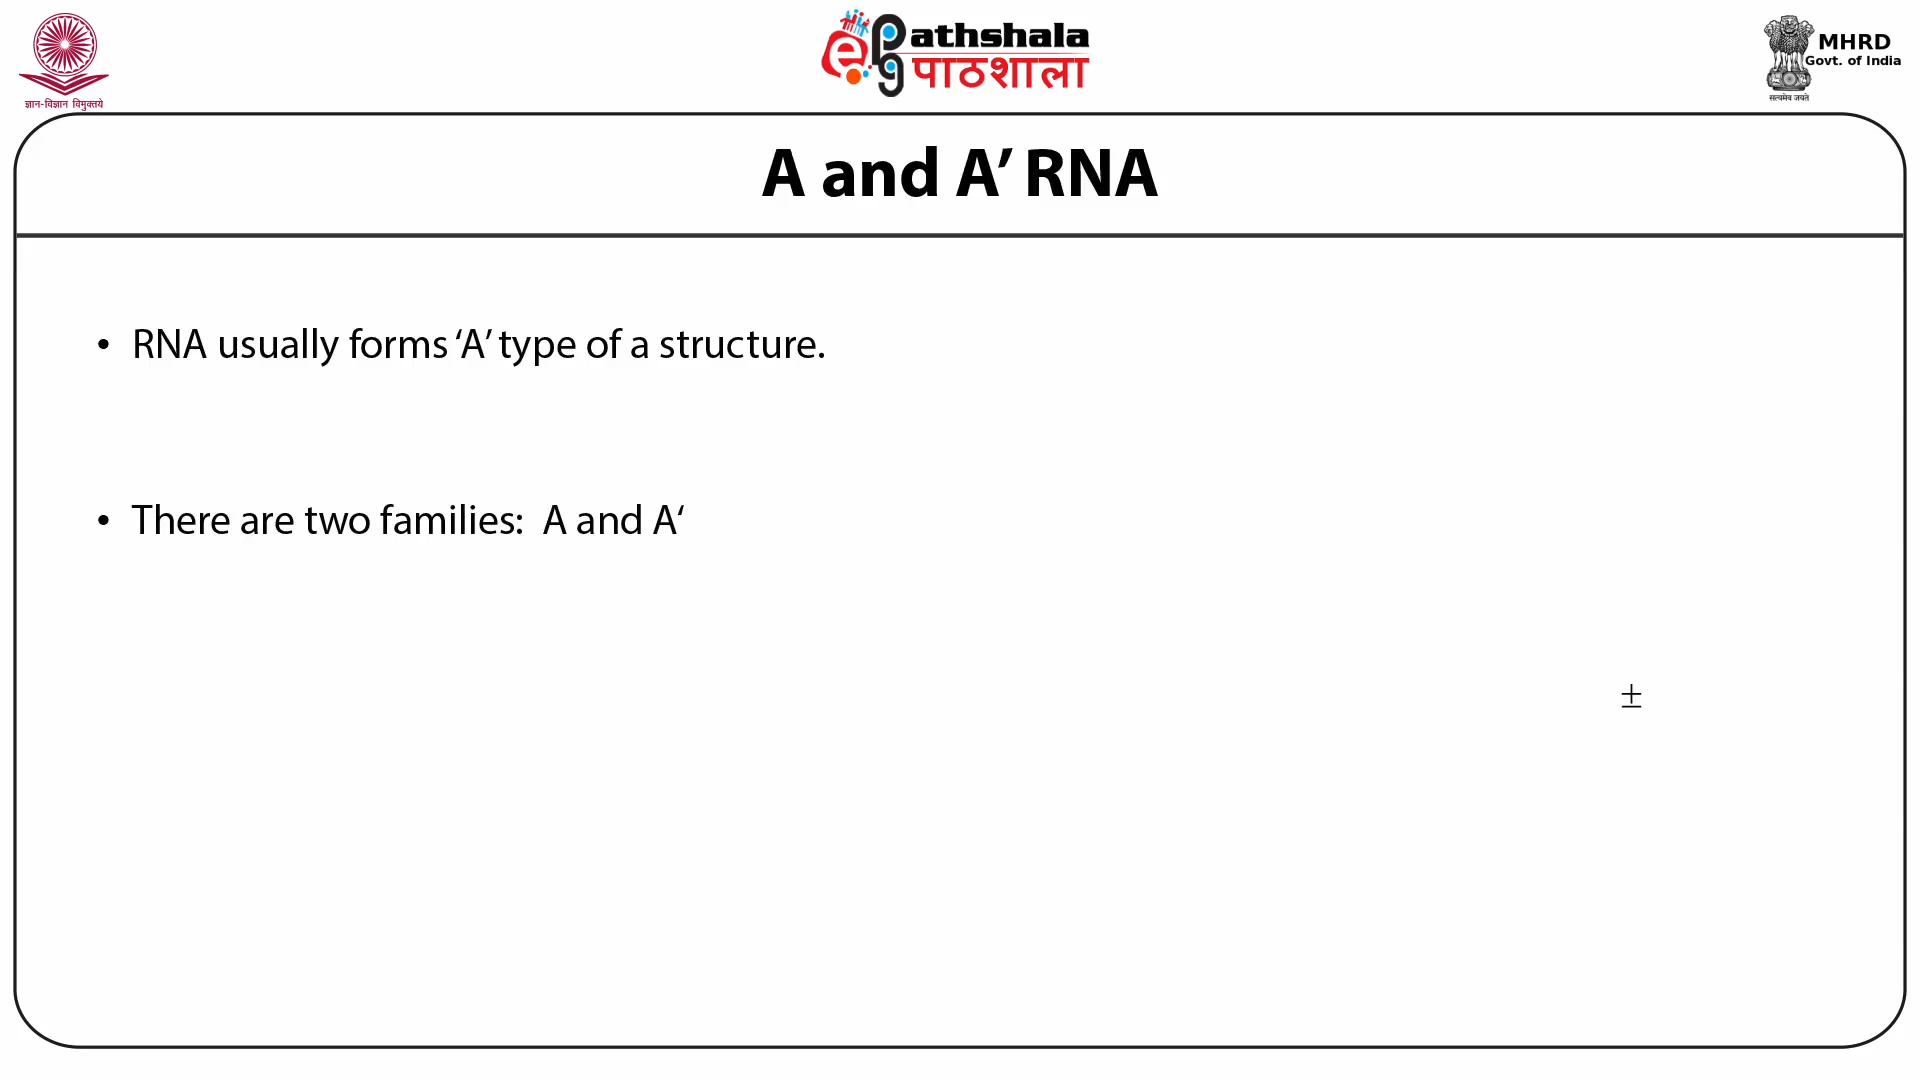 ज्ञान-विज्ञान विमुक्तये
ePathshala
पाठशाला
MHRD
Govt. of India
सत्यमेव जयते
A and A’ RNA
• RNA usually forms ‘A’ type of a structure.
• There are two families:  A and A‘
±